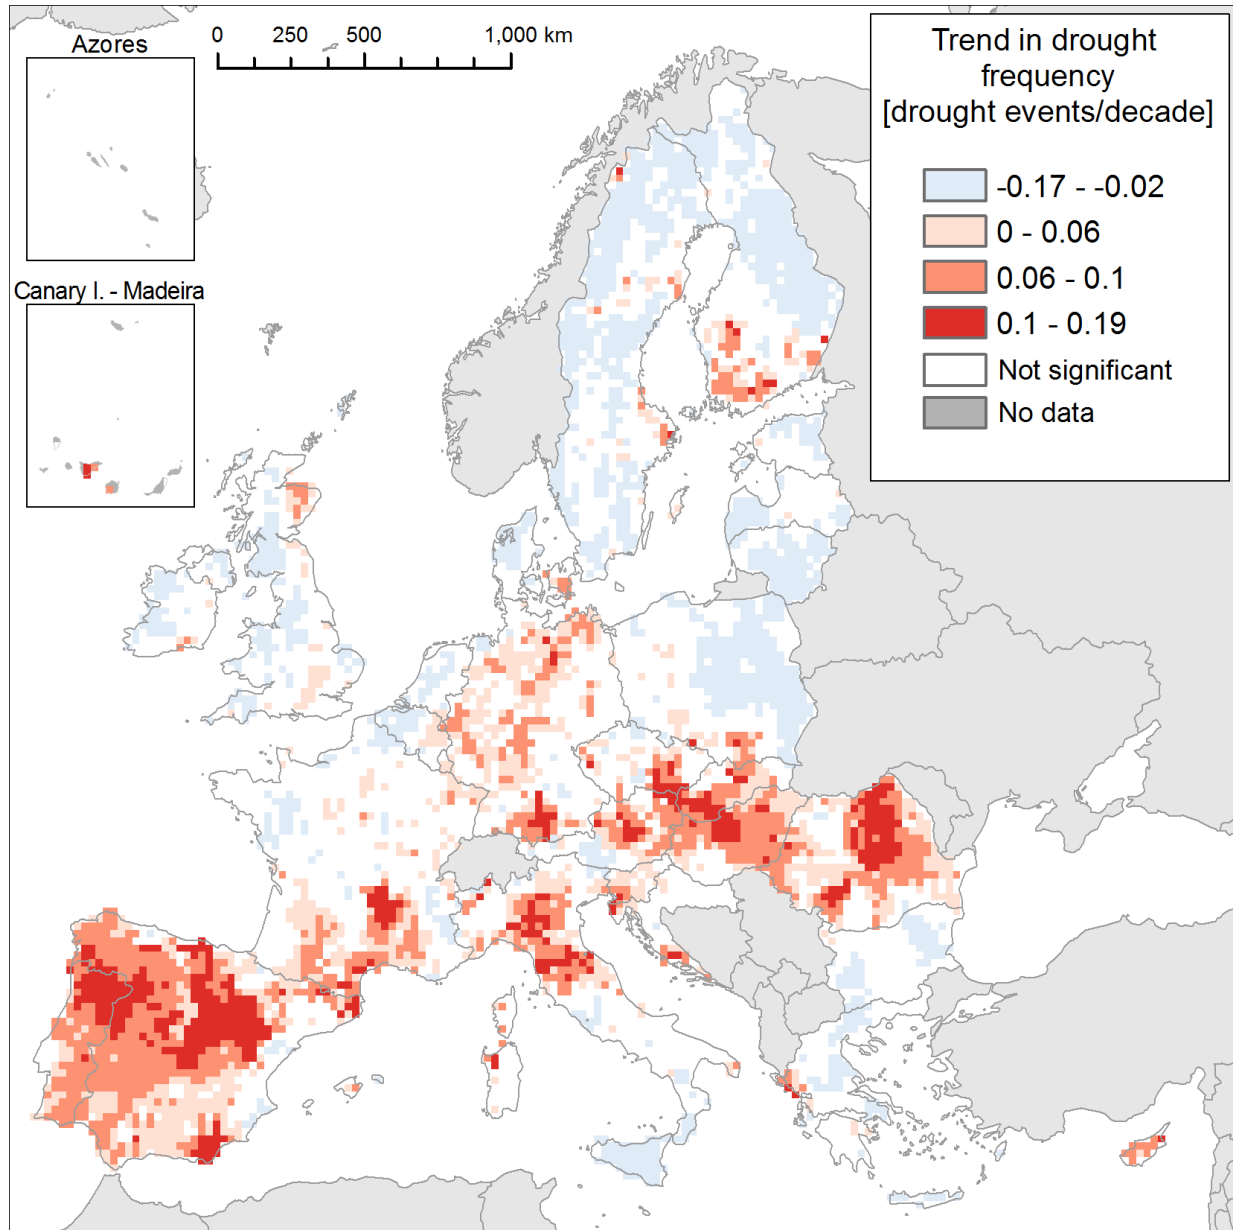 Azores
0 250 500 1,000 km
Trend in drought
frequency
[drought events/decade]
-0.17 - -0.02
0 - 0.06
0.06 - 0.1
0.1 - 0.19
Not significant
No data
Canary I. - Madeira